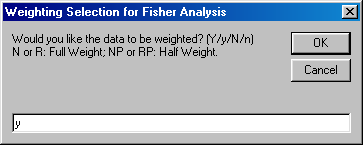 Weighting Selection for Fisher Analysis
Would you like the data to be weighted? (Y/y/N/n)
N or R: Full Weight; NP or RP: Half Weight.
OK
Cancel
y